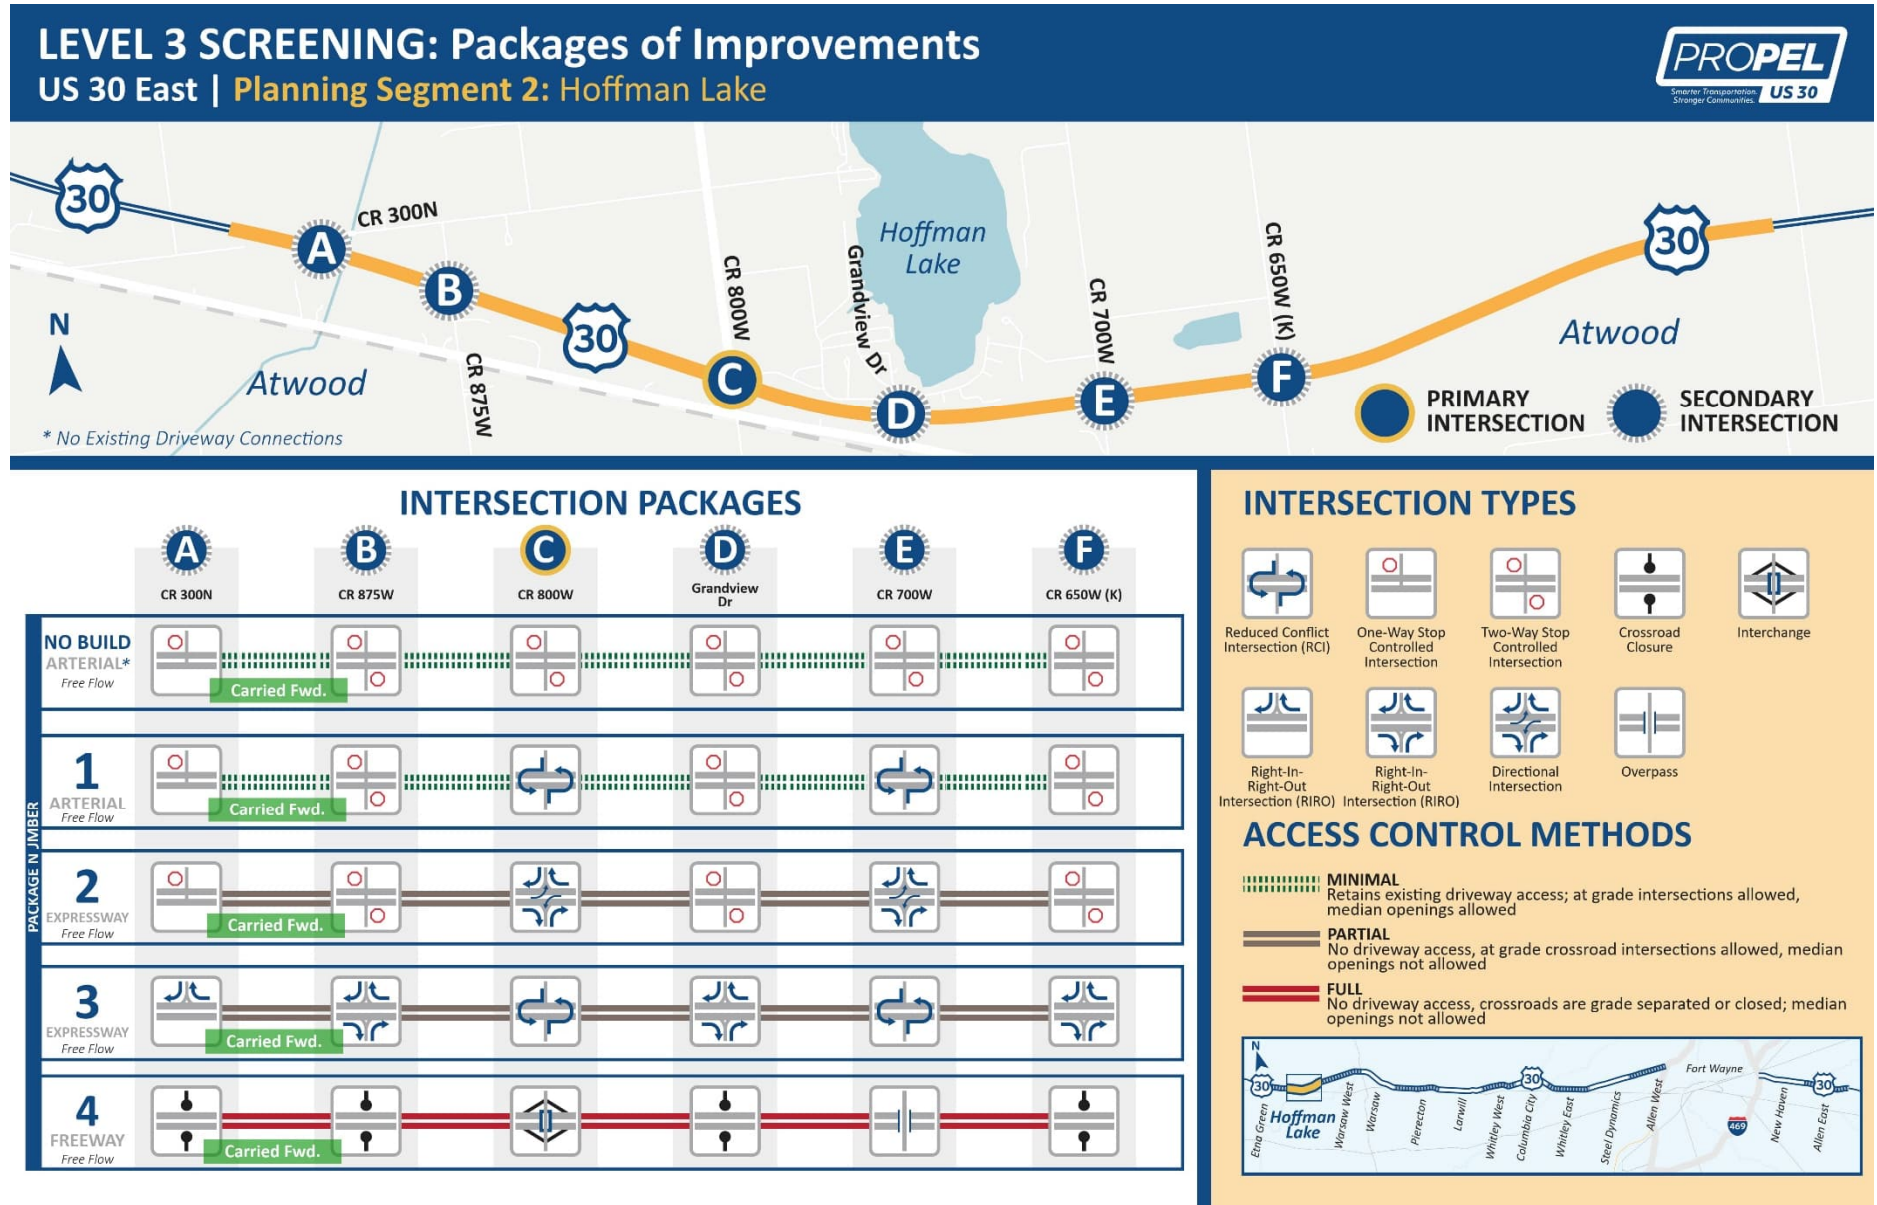 LEVEL 3 SCREENING: Packages of Improvements
US 30 East | Planning Segment 2: Hoffman Lake
PROPEL
Smarter Transportation.
Stronger Communities.
US 30
30
A
CR 300N
B
CR 875W
30
CR 800W
C
Grandview Dr
D
Hoffman
Lake
CR 700W
E
CR 650W (K)
F
30
Atwood
N
Atwood
* No Existing Driveway Connections
PRIMARY
INTERSECTION
SECONDARY
INTERSECTION
INTERSECTION PACKAGES
A
B
C
D
E
F
CR 300N
CR 875W
CR 800W
Grandview
Dr
CR 700W
CR 650W (K)
PACKAGE NUMBER
NO BUILD
ARTERIAL*
Free Flow
Carried Fwd.
1
ARTERIAL
Free Flow
Carried Fwd.
2
EXPRESSWAY
Free Flow
Carried Fwd.
3
EXPRESSWAY
Free Flow
Carried Fwd.
4
FREEWAY
Free Flow
Carried Fwd.
INTERSECTION TYPES
Reduced Conflict
Intersection (RCI)
One-Way Stop
Controlled
Intersection
Two-Way Stop
Controlled
Intersection
Crossroad
Closure
Interchange
Right-In-
Right-Out
Intersection (RIRO)
Right-In-
Right-Out
Intersection (RIRO)
Directional
Intersection
Overpass
ACCESS CONTROL METHODS
MINIMAL
Retains existing driveway access; at grade intersections allowed,
median openings allowed
PARTIAL
No driveway access, at grade crossroad intersections allowed, median
openings not allowed
FULL
No driveway access, crossroads are grade separated or closed; median
openings not allowed
N
30
Etna Green
Hoffman
Lake
Warsaw West
Warsaw
Piereceton
Larwill
Whitley West
Columbia City
30
Whitley East
Steel Dynamics
Allen West
Fort Wayne
469
New Haven
Allen East
30